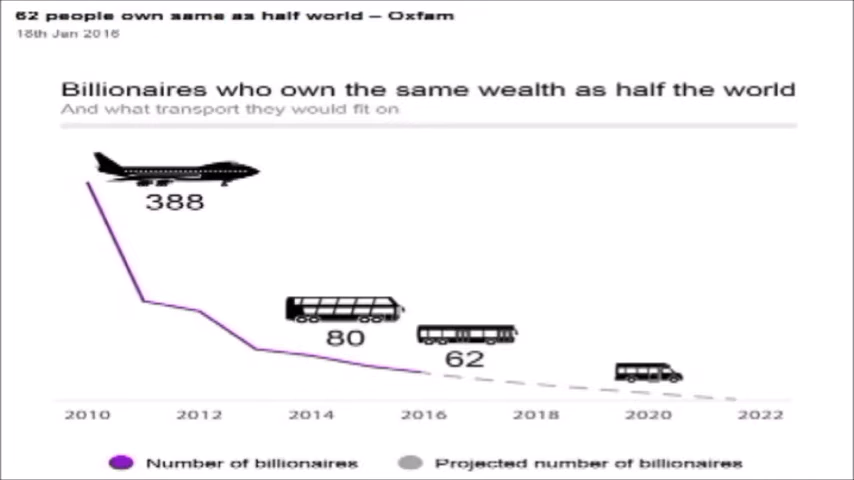 62 people own same as half world – Oxfam
18th Jan 2016
Billionaires who own the same wealth as half the world
And what transport they would fit on
388
80
62
2010 2012 2014 2016 2018 2020 2022
Number of billionaires Projected number of billionaires